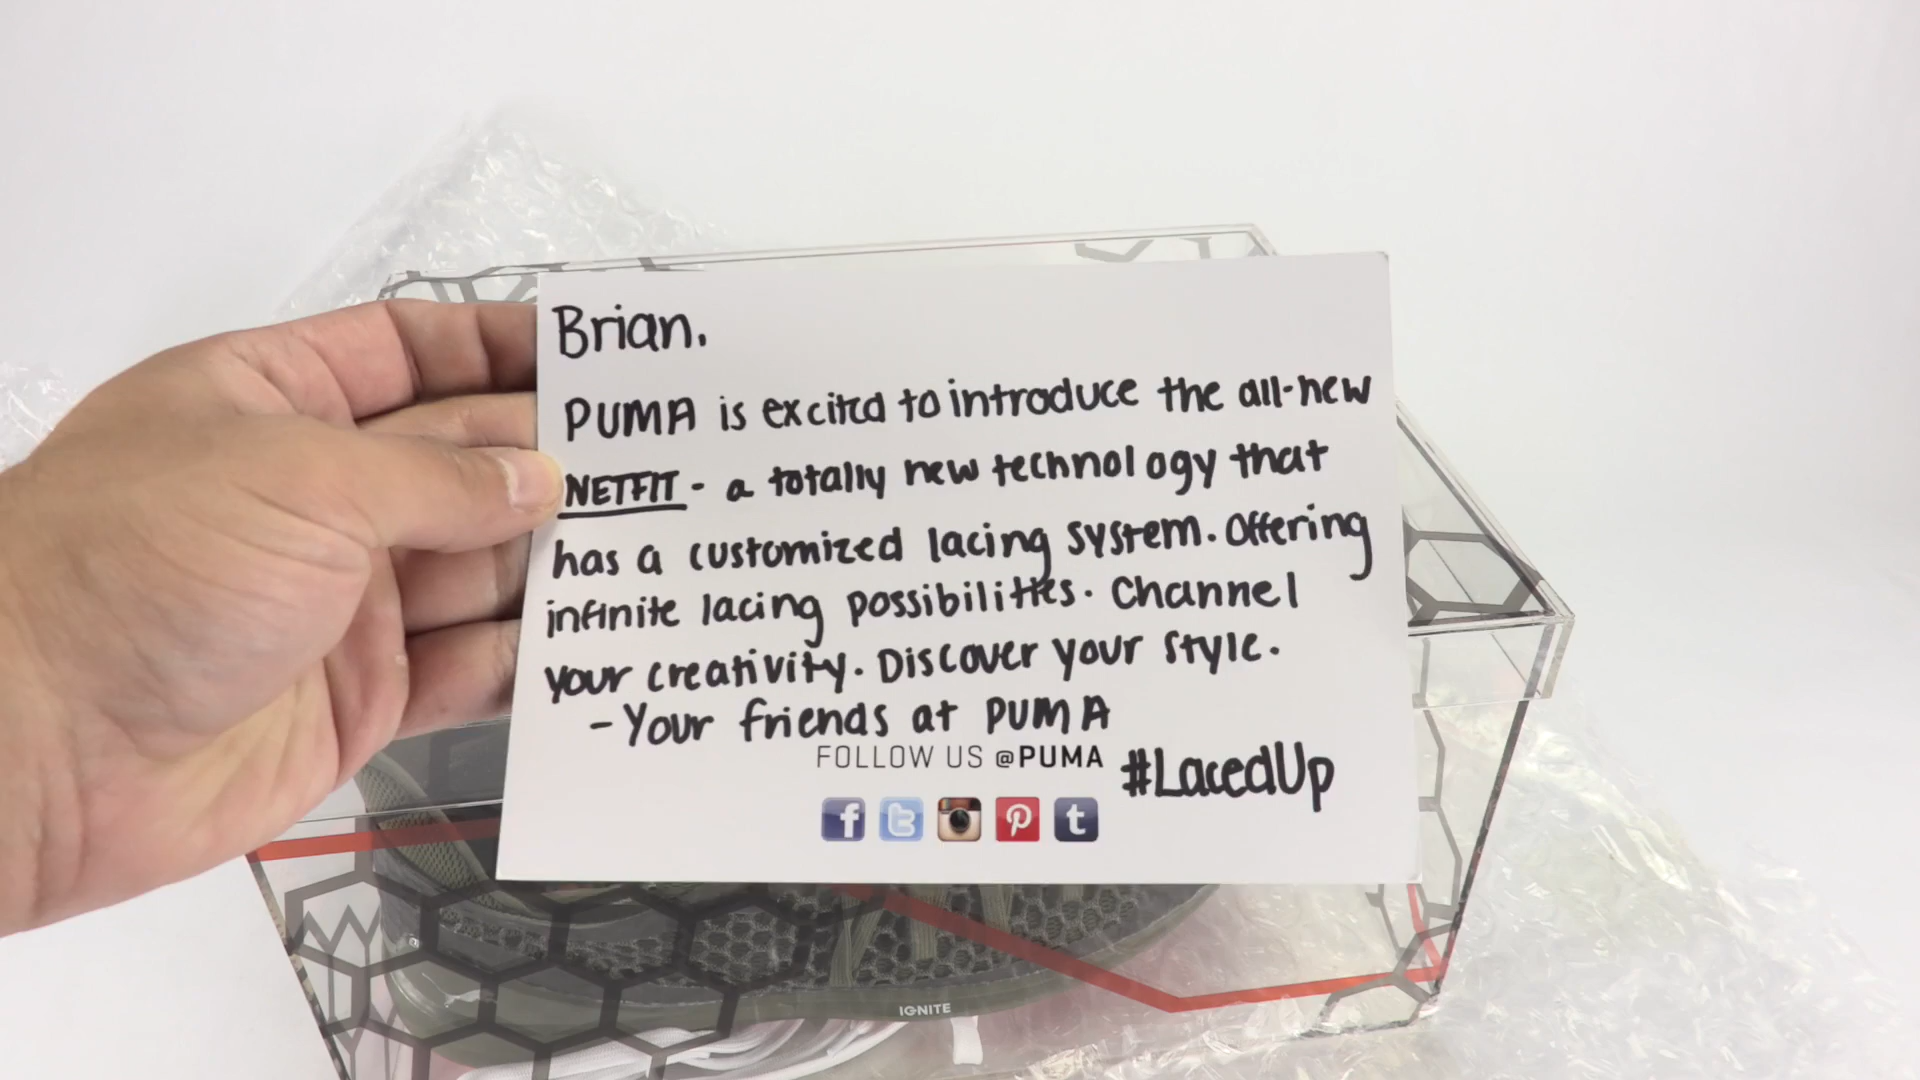 Brian.
PUMA is excited to introduce the all-new
NETFIT - a totally new technology that
has a customized lacing system. Offering
infinite lacing possibilities. Channel
your creativity. Discover your style.
- Your friends at PUMA
FOLLOW US @PUMA
#LacedUp
f t P t
IGNITE